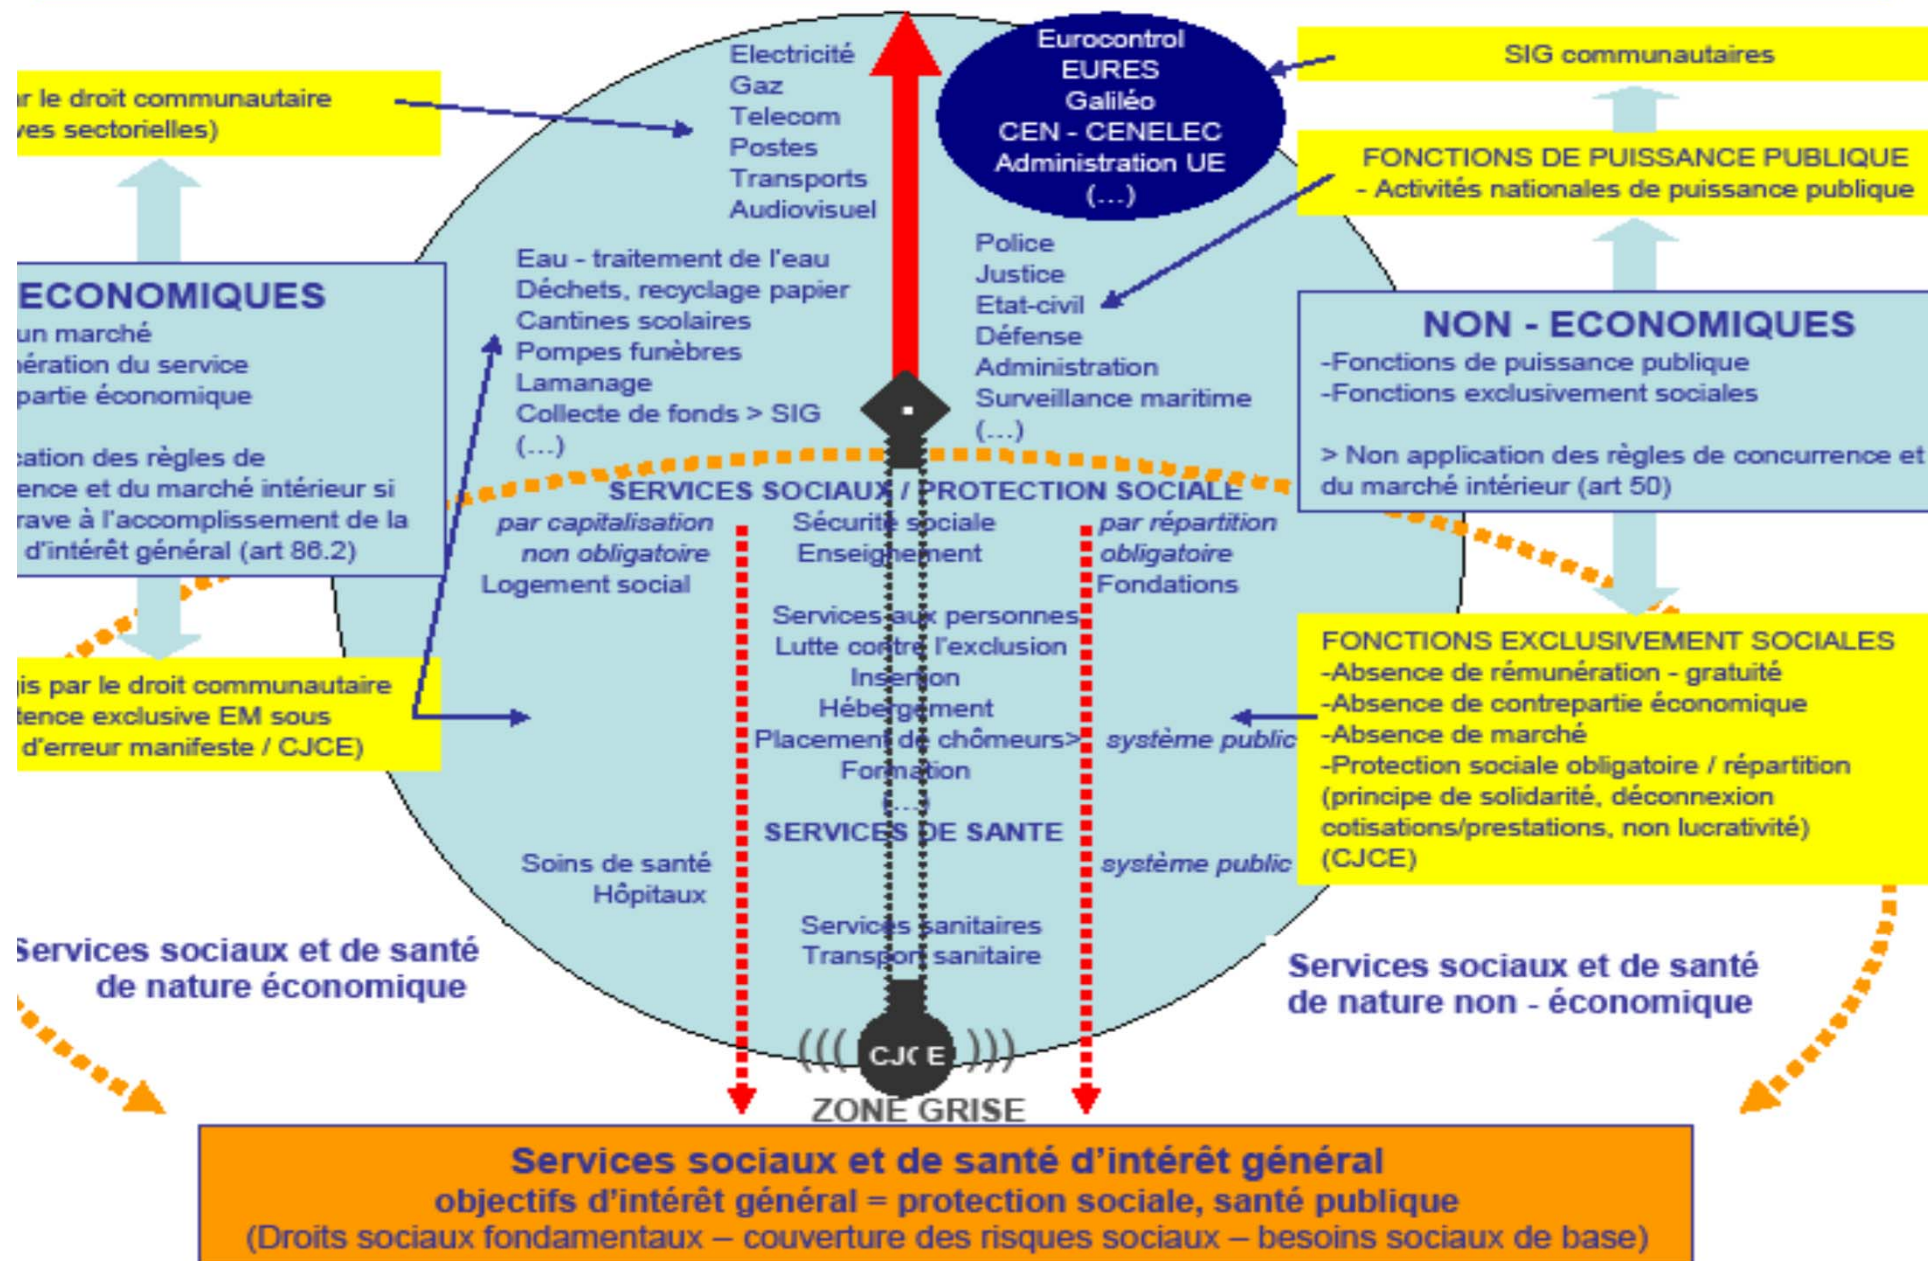 r le droit communautaire
ves sectorielles)
ECONOMIQUES
un marché
nération du service
partie économique
cation des règles de
ence et du marché intérieur si
rave à l'accomplissement de la
d'intérêt général (art 86.2)
is par le droit communautaire
tence exclusive EM sous
d'erreur manifeste / CJCE)
Services sociaux et de santé
de nature économique
Electricité
Gaz
Telecom
Postes
Transports
Audiovisuel
Eau - traitement de l'eau
Déchets, recyclage papier
Cantines scolaires
Pompes funèbres
Lamanage
Collecte de fonds > SIG
(...)
Eurocontrol
EURES
Galiléo
CEN - CENELEC
Administration UE
(...)
Police
Justice
Etat-civil
Défense
Administration
Surveillance maritime
(...)
SERVICES SOCIAUX / PROTECTION SOCIALE
par capitalisation Sécurité sociale par répartition
non obligatoire Enseignement obligatoire
Logement social Fondations
Services aux personnes
Lutte contre l'exclusion
Insertion
Hébergement
Placement de chômeurs> système public
Formation
(...)
SERVICES DE SANTE
Soins de santé système public
Hôpitaux
Services sanitaires
Transport sanitaire
((( CJCE )))
ZONE GRISE
SIG communautaires
FONCTIONS DE PUISSANCE PUBLIQUE
- Activités nationales de puissance publique
NON - ECONOMIQUES
-Fonctions de puissance publique
-Fonctions exclusivement sociales
> Non application des règles de concurrence et
du marché intérieur (art 50)
FONCTIONS EXCLUSIVEMENT SOCIALES
-Absence de rémunération - gratuité
-Absence de contrepartie économique
-Absence de marché
-Protection sociale obligatoire / répartition
(principe de solidarité, déconnexion
cotisations/prestations, non lucrativité)
(CJCE)
Services sociaux et de santé
de nature non - économique
Services sociaux et de santé d'intérêt général
objectifs d'intérêt général = protection sociale, santé publique
(Droits sociaux fondamentaux – couverture des risques sociaux – besoins sociaux de base)